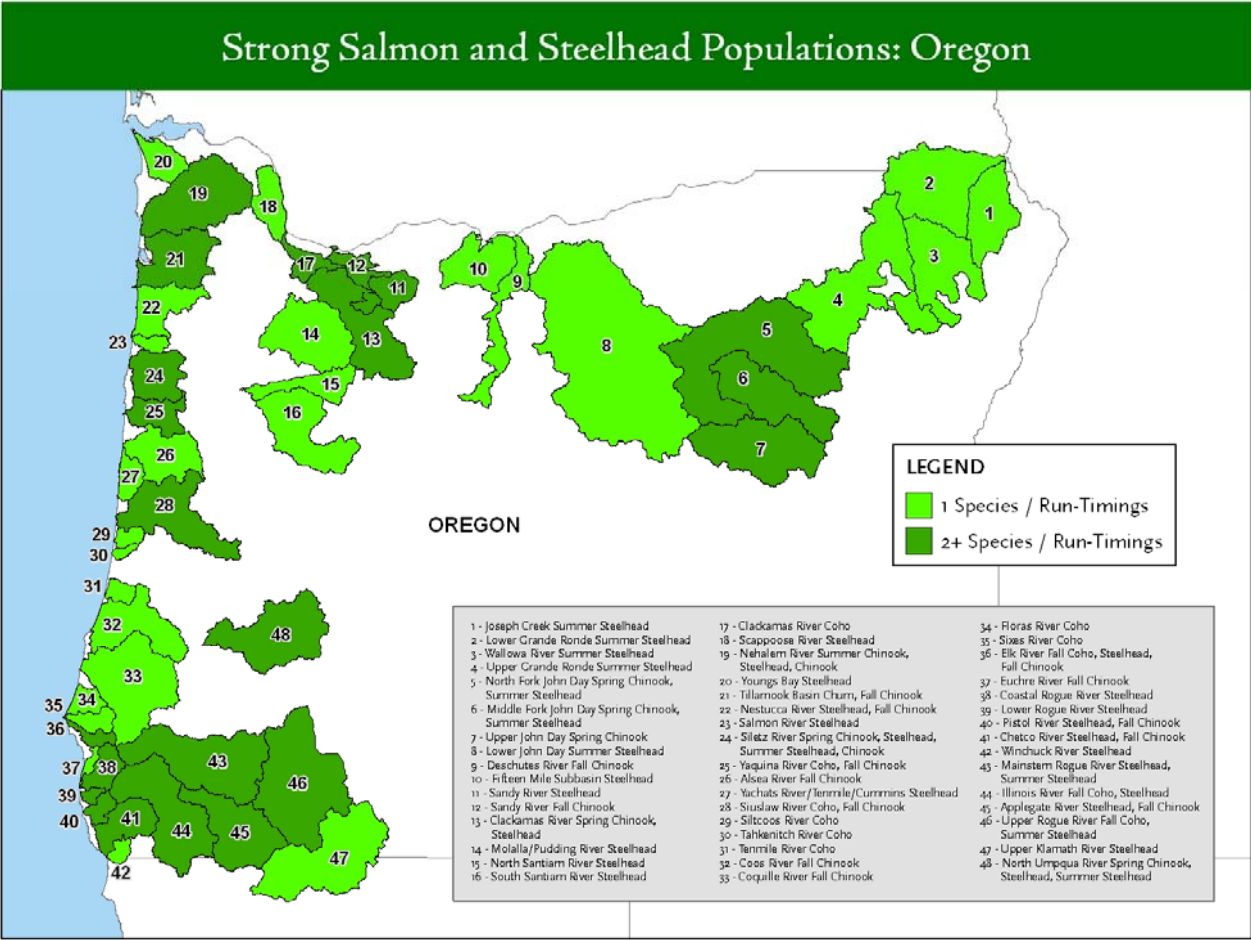 Strong Salmon and Steelhead Populations: Oregon
20
19
18
21
17
12
11
10
9
2
1
3
4
22
23
14
13
8
5
24
15
6
25
16
7
26
27
28
OREGON
29
30
31
32
48
33
34
35
36
37
38
43
46
39
40
41
44
45
47
42
LEGEND
1 Species / Run-Timings
2+ Species / Run-Timings
1 - Joseph Creek Summer Steelhead
2 - Lower Grande Ronde Summer Steelhead
3 - Wallowa River Summer Steelhead
4 - Upper Grande Ronde Summer Steelhead
5 - North Fork John Day Spring Chinook,
Summer Steelhead
6 - Middle Fork John Day Spring Chinook,
Summer Steelhead
7 - Upper John Day Spring Chinook
8 - Lower John Day Summer Steelhead
9 - Deschutes River Fall Chinook
10 - Fifteen Mile Subbasin Steelhead
11 - Sandy River Steelhead
12 - Sandy River Fall Chinook
13 - Clackamas River Spring Chinook,
Steelhead
14 - Molalla/Pudding River Steelhead
15 - North Santiam River Steelhead
16 - South Santiam River Steelhead
17 - Clackamas River Coho
18 - Scappoose River Steelhead
19 - Nehalem River Summer Chinook,
Steelhead, Chinook
20 - Youngs Bay Steelhead
21 - Tillamook Basin Chum, Fall Chinook
22 - Nestucca River Steelhead, Fall Chinook
23 - Salmon River Steelhead
24 - Siletz River Spring Chinook, Steelhead,
Summer Steelhead, Chinook
25 - Yaquina River Coho, Fall Chinook
26 - Alsea River Fall Chinook
27 - Yachats River/Tenmile/Cummins Steelhead
28 - Siuslaw River Coho, Fall Chinook
29 - Siltcoos River Coho
30 - Tahkenitch River Coho
31 - Tenmile River Coho
32 - Coos River Fall Chinook
33 - Coquille River Fall Chinook
34 - Floras River Coho
35 - Sixes River Coho
36 - Elk River Fall Coho, Steelhead,
Fall Chinook
37 - Euchre River Fall Chinook
38 - Coastal Rogue River Steelhead
39 - Lower Rogue River Steelhead
40 - Pistol River Steelhead, Fall Chinook
41 - Chetco River Steelhead, Fall Chinook
42 - Winchuck River Steelhead
43 - Mainstem Rogue River Steelhead,
Summer Steelhead
44 - Illinois River Fall Coho, Steelhead
45 - Applegate River Steelhead, Fall Chinook
46 - Upper Rogue River Fall Coho,
Summer Steelhead
47 - Upper Klamath River Steelhead
48 - North Umpqua River Spring Chinook,
Steelhead, Summer Steelhead